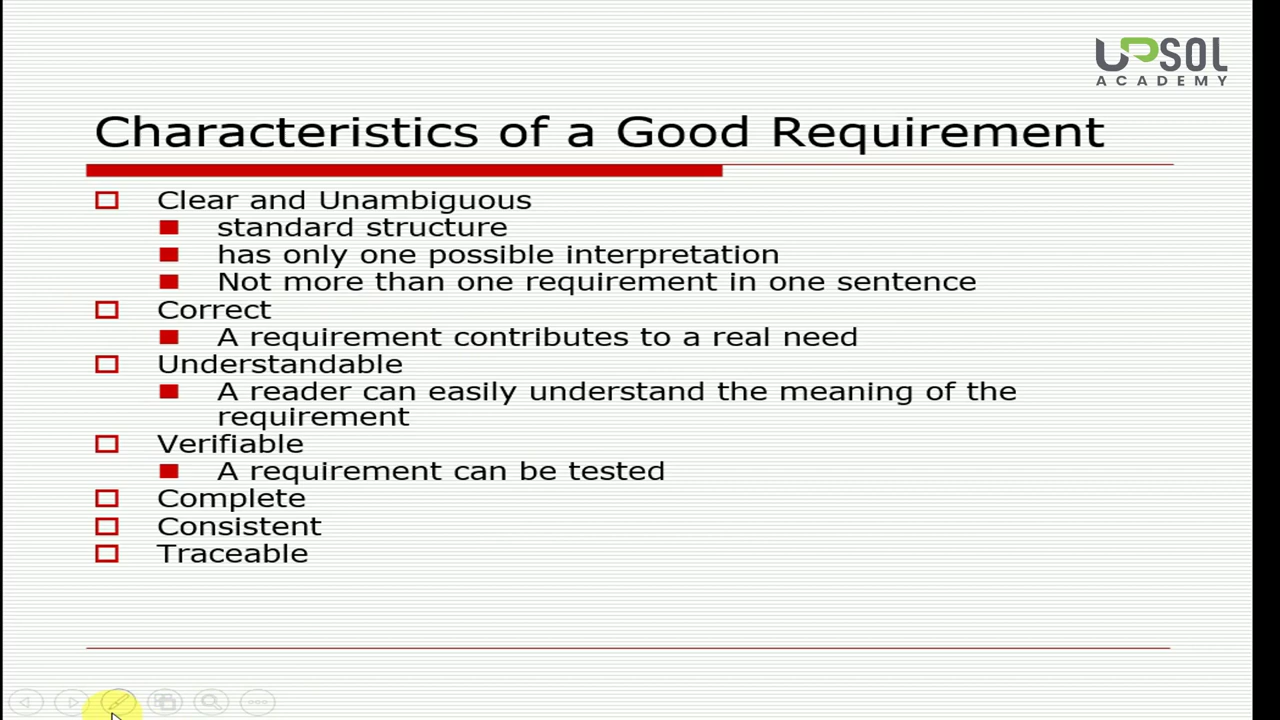 UPSOL
ACADEMY
Characteristics of a Good Requirement
Clear and Unambiguous
standard structure
has only one possible interpretation
Not more than one requirement in one sentence
Correct
A requirement contributes to a real need
Understandable
A reader can easily understand the meaning of the
requirement
Verifiable
A requirement can be tested
Complete
Consistent
Traceable